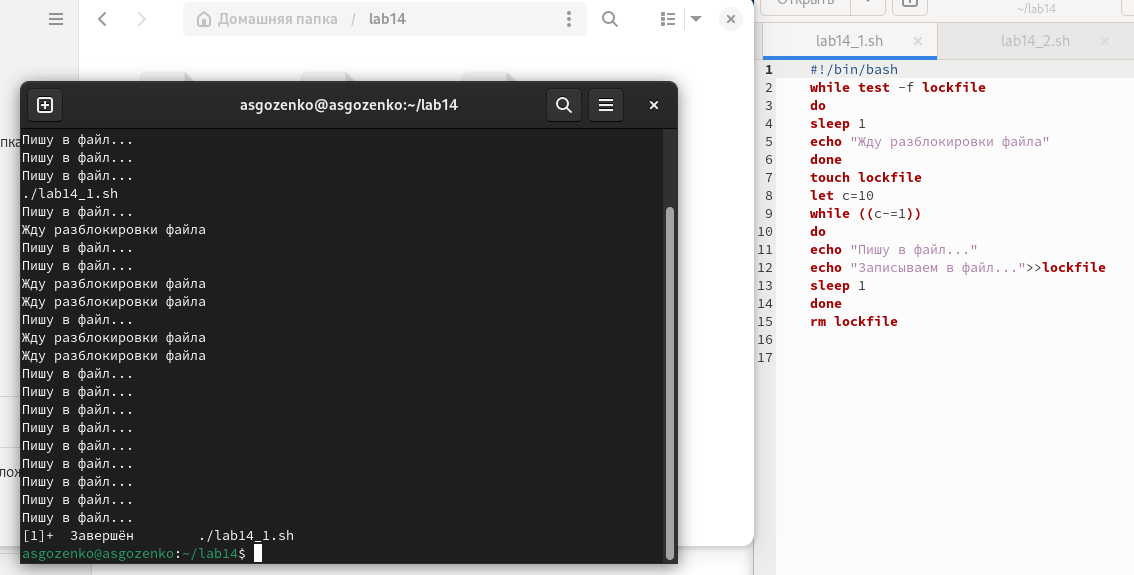 Домашняя папка / lab14
Открыть
~/lab14
lab14_1.sh
lab14_2.sh
asgozenko@asgozenko:~/lab14
Пишу в файл...
Пишу в файл...
Пишу в файл...
./lab14_1.sh
Пишу в файл...
Жду разблокировки файла
Пишу в файл...
Пишу в файл...
Жду разблокировки файла
Жду разблокировки файла
Пишу в файл...
Жду разблокировки файла
Жду разблокировки файла
Пишу в файл...
Пишу в файл...
Пишу в файл...
Пишу в файл...
Пишу в файл...
Пишу в файл...
Пишу в файл...
Пишу в файл...
Пишу в файл...
[1]+  Завершён        ./lab14_1.sh
asgozenko@asgozenko:~/lab14$
1 #!/bin/bash
2 while test -f lockfile
3 do
4 sleep 1
5 echo "Жду разблокировки файла"
6 done
7 touch lockfile
8 let c=10
9 while ((c-=1))
10 do
11 echo "Пишу в файл..."
12 echo "Записываем в файл...">>lockfile
13 sleep 1
14 done
15 rm lockfile
16
17